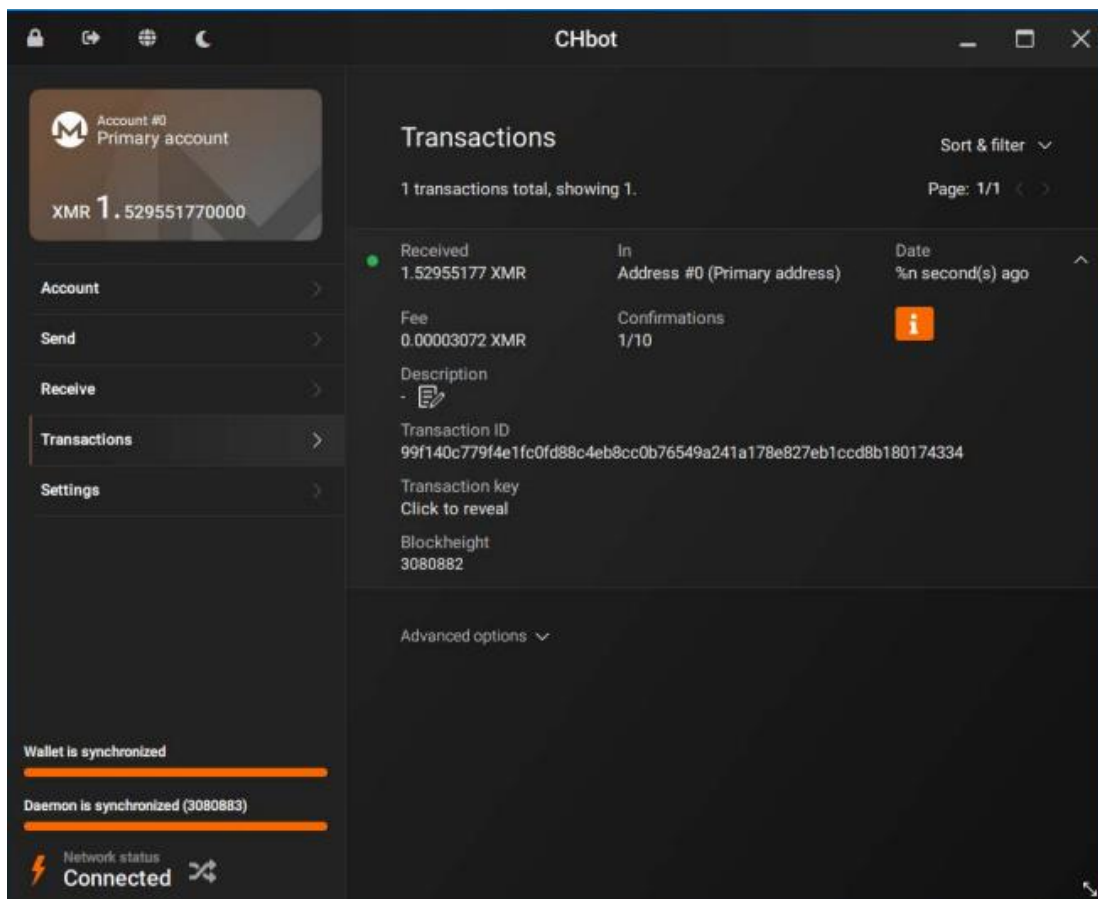 CHbot
Account #0
Primary account
XMR 1. 529551770000
Account
Send
Receive
Transactions
Settings
Wallet is synchronized
Daemon is synchronized (3080883)
Network status
Connected
Transactions
Sort & filter
1 transactions total, showing 1.
Page: 1/1
Received
1.52955177 XMR
In
Address #0 (Primary address)
Date
%n second(s) ago
Fee
0.00003072 XMR
Confirmations
1/10
Description
-
Transaction ID
99f140c779f4e1fc0fd88c4eb8cc0b76549a241a178e827eb1ccd8b180174334
Transaction key
Click to reveal
Blockheight
3080882
Advanced options